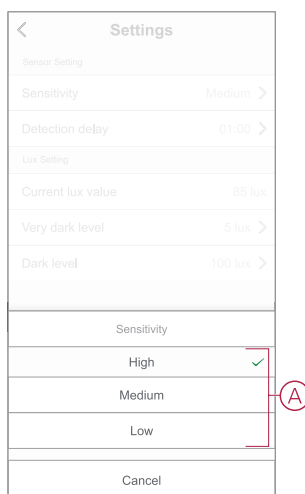 Settings
Sensor Setting
Sensitivity Medium
Detection delay 01:00
Lux Setting
Current lux value 85 lux
Very dark level 5 lux
Dark level 100 lux
Sensitivity
High
Medium
Low
A
Cancel